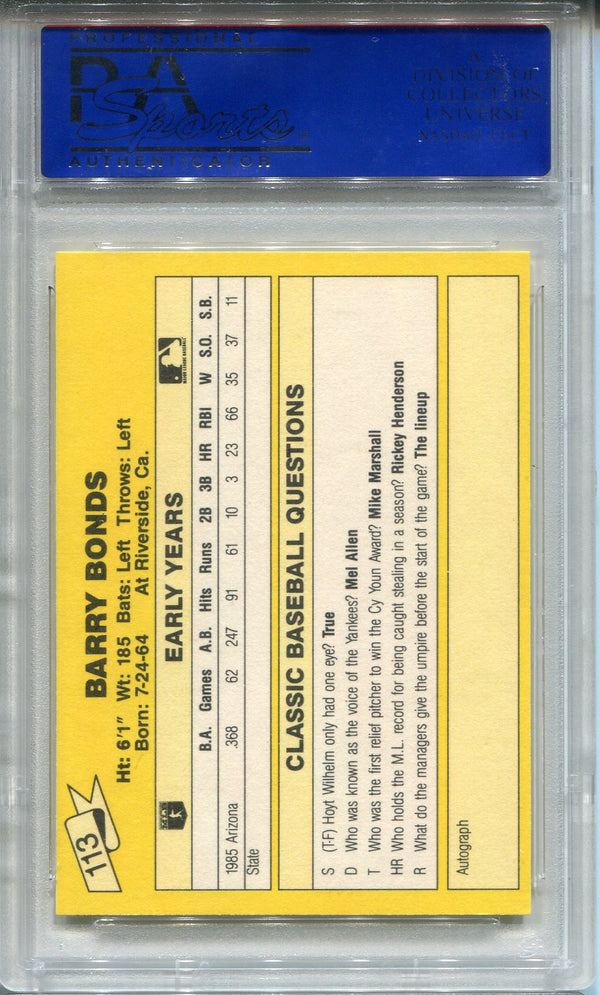 PROFESSIONAL
PSA
Sports
AUTHENTICATOR
A
DIVISION OF
COLLECTORS
UNIVERSE
NASDAQ: CLCT
113
BARRY BONDS
Ht: 6'1" Wt: 185 Bats: Left Throws: Left
Born: 7-24-64 At Riverside, Ca.
EARLY YEARS
MAJOR LEAGUE BASEBALL
B.A. Games A.B. Hits Runs 2B 3B HR RBI W S.O. S.B.
1985 Arizona .368 62 247 91 61 10 3 23 66 35 37 11
State
CLASSIC BASEBALL QUESTIONS
S (T-F) Hoyt Wilhelm only had one eye? True
D Who was known as the voice of the Yankees? Mel Allen
T Who was the first relief pitcher to win the Cy Youn Award? Mike Marshall
HR Who holds the M.L. record for being caught stealing in a season? Rickey Henderson
R What do the managers give the umpire before the start of the game? The lineup
Autograph